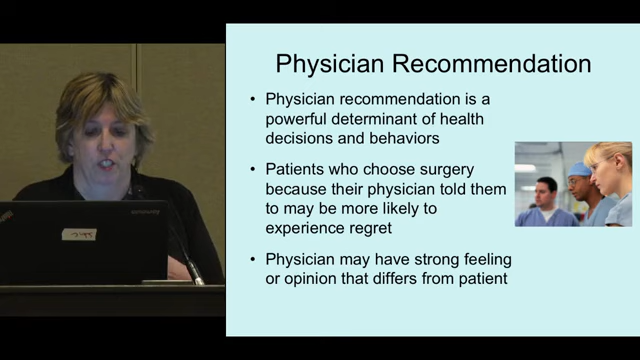 Physician Recommendation
• Physician recommendation is a
powerful determinant of health
decisions and behaviors
• Patients who choose surgery
because their physician told them
to may be more likely to
experience regret
• Physician may have strong feeling
or opinion that differs from patient